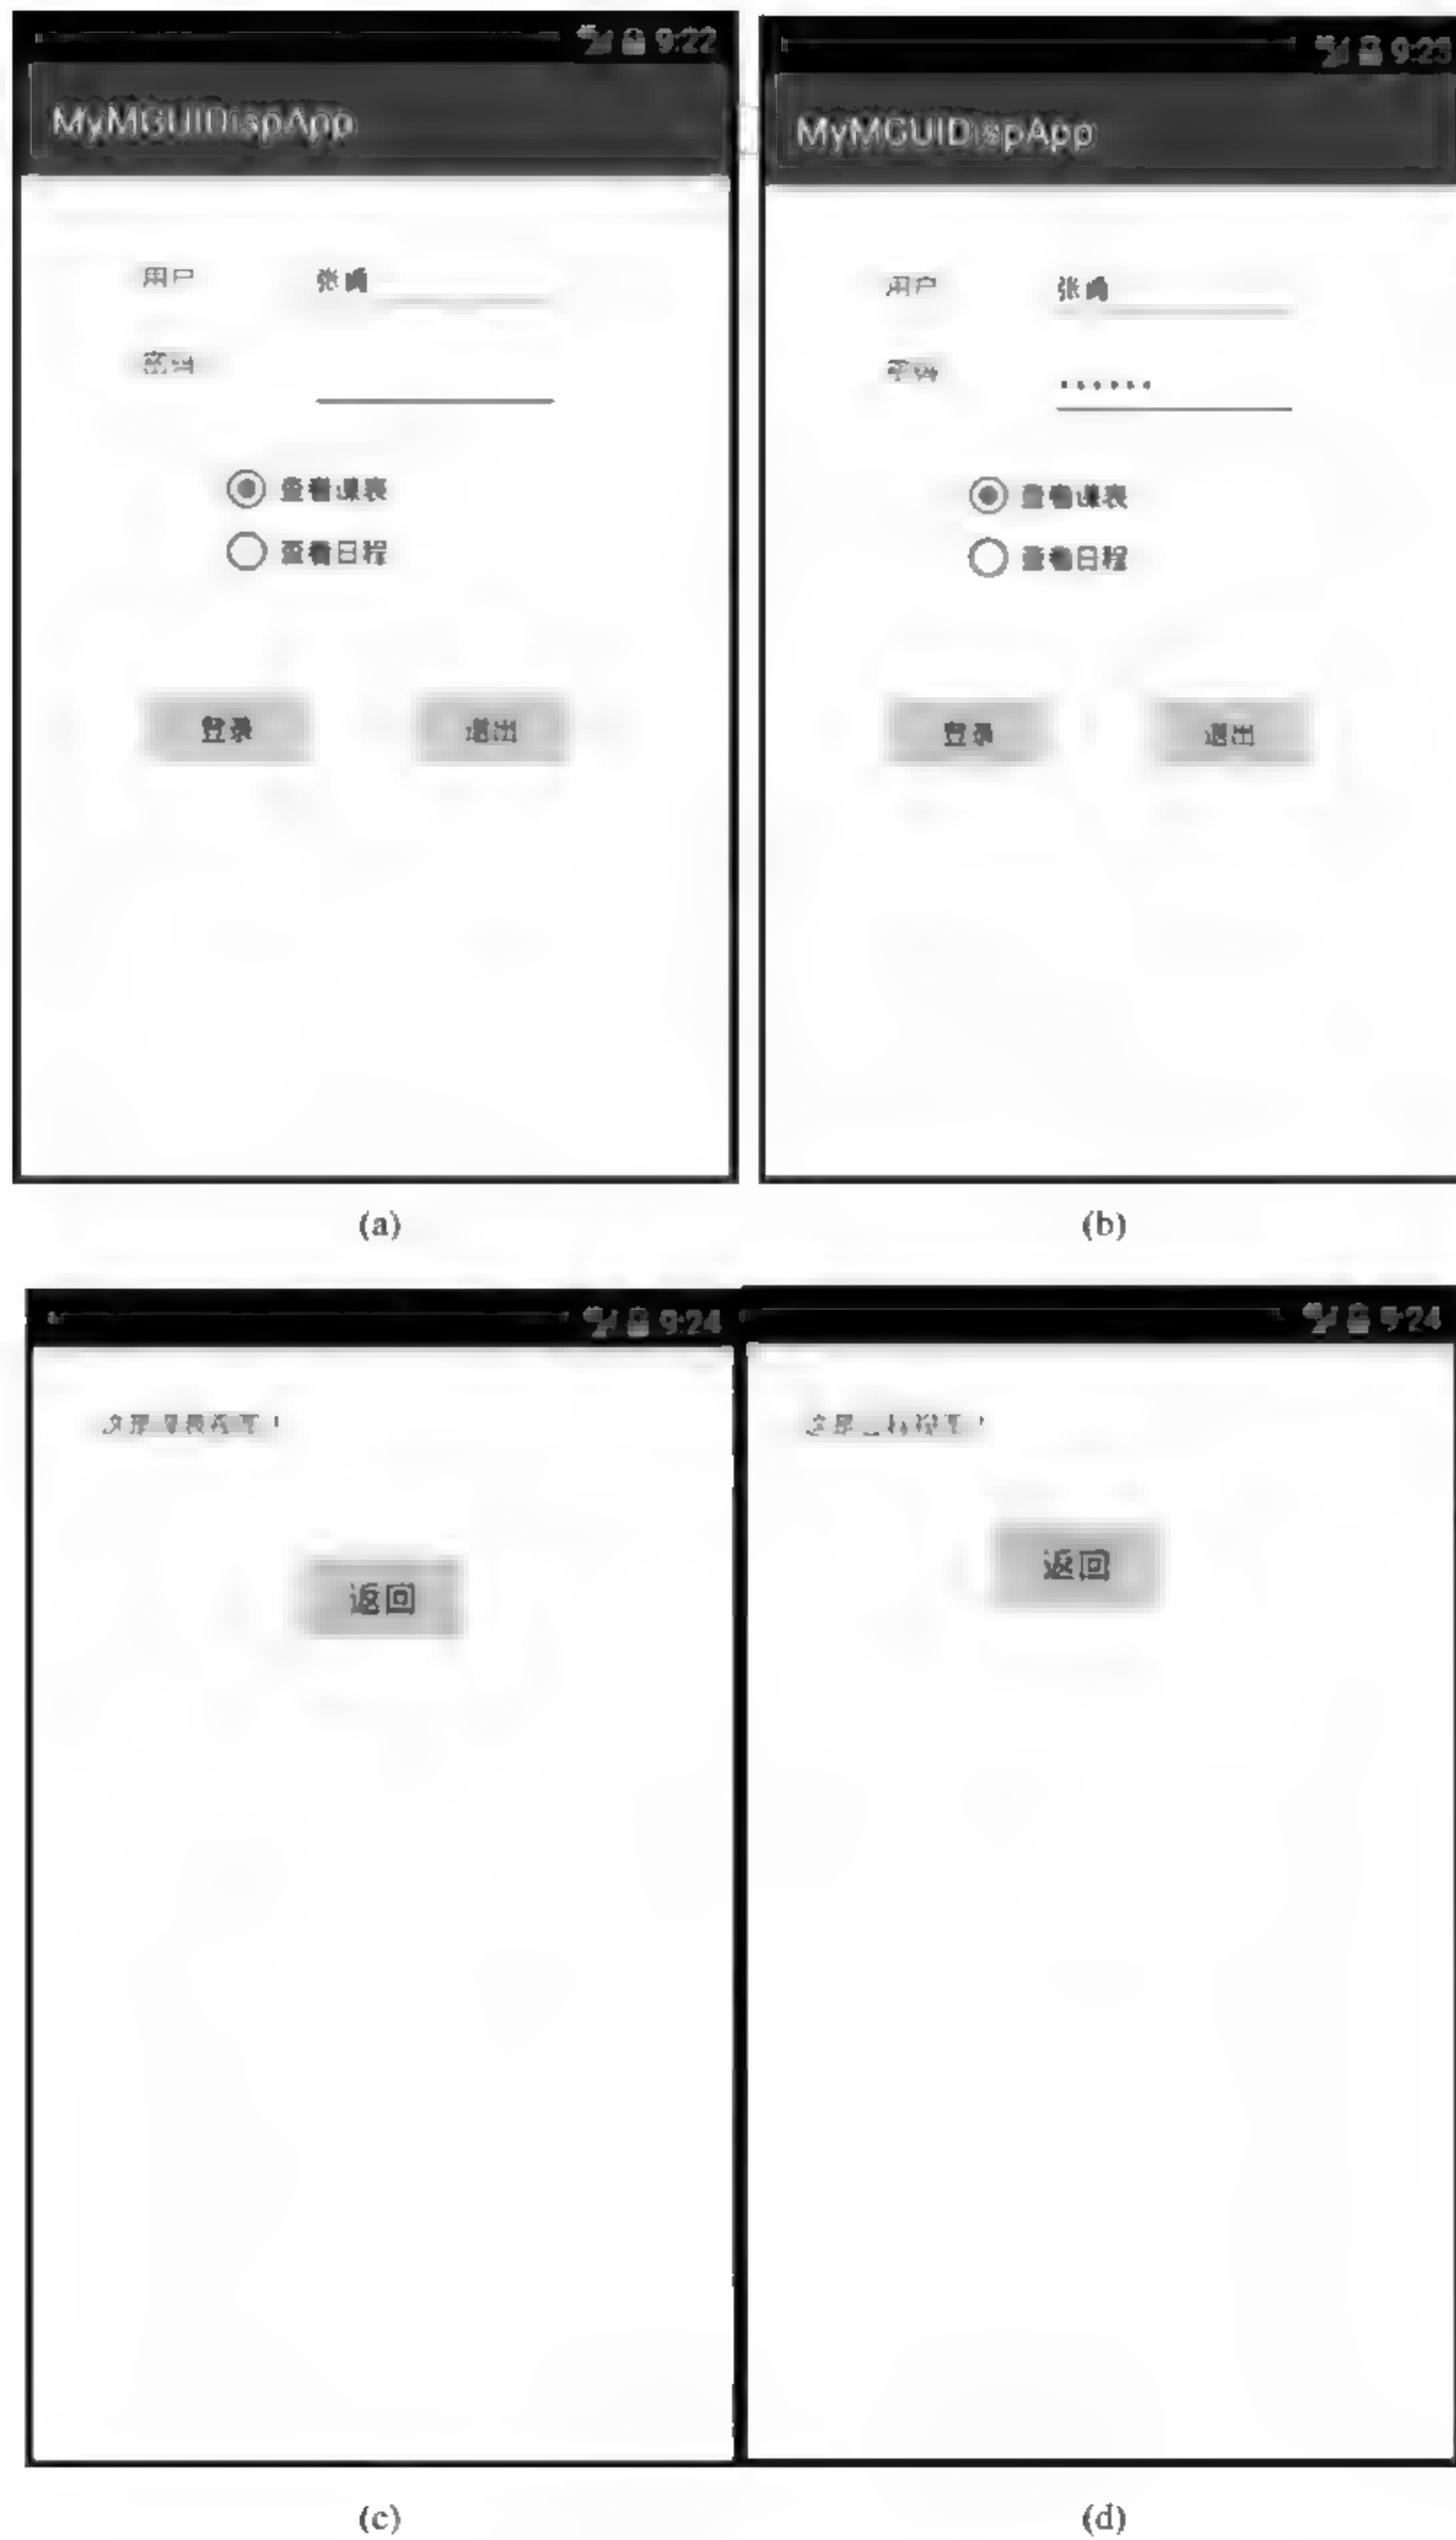 9:22
MyMGUIDispApp
用户 张
查看课表
查看日程
登录 退出
(a)
9:25
MyMGUIDispApp
用户 张
••••••
查看课表
查看日程
登录 退出
(b)
9:24
返回
(c)
9:24
返回
(d)